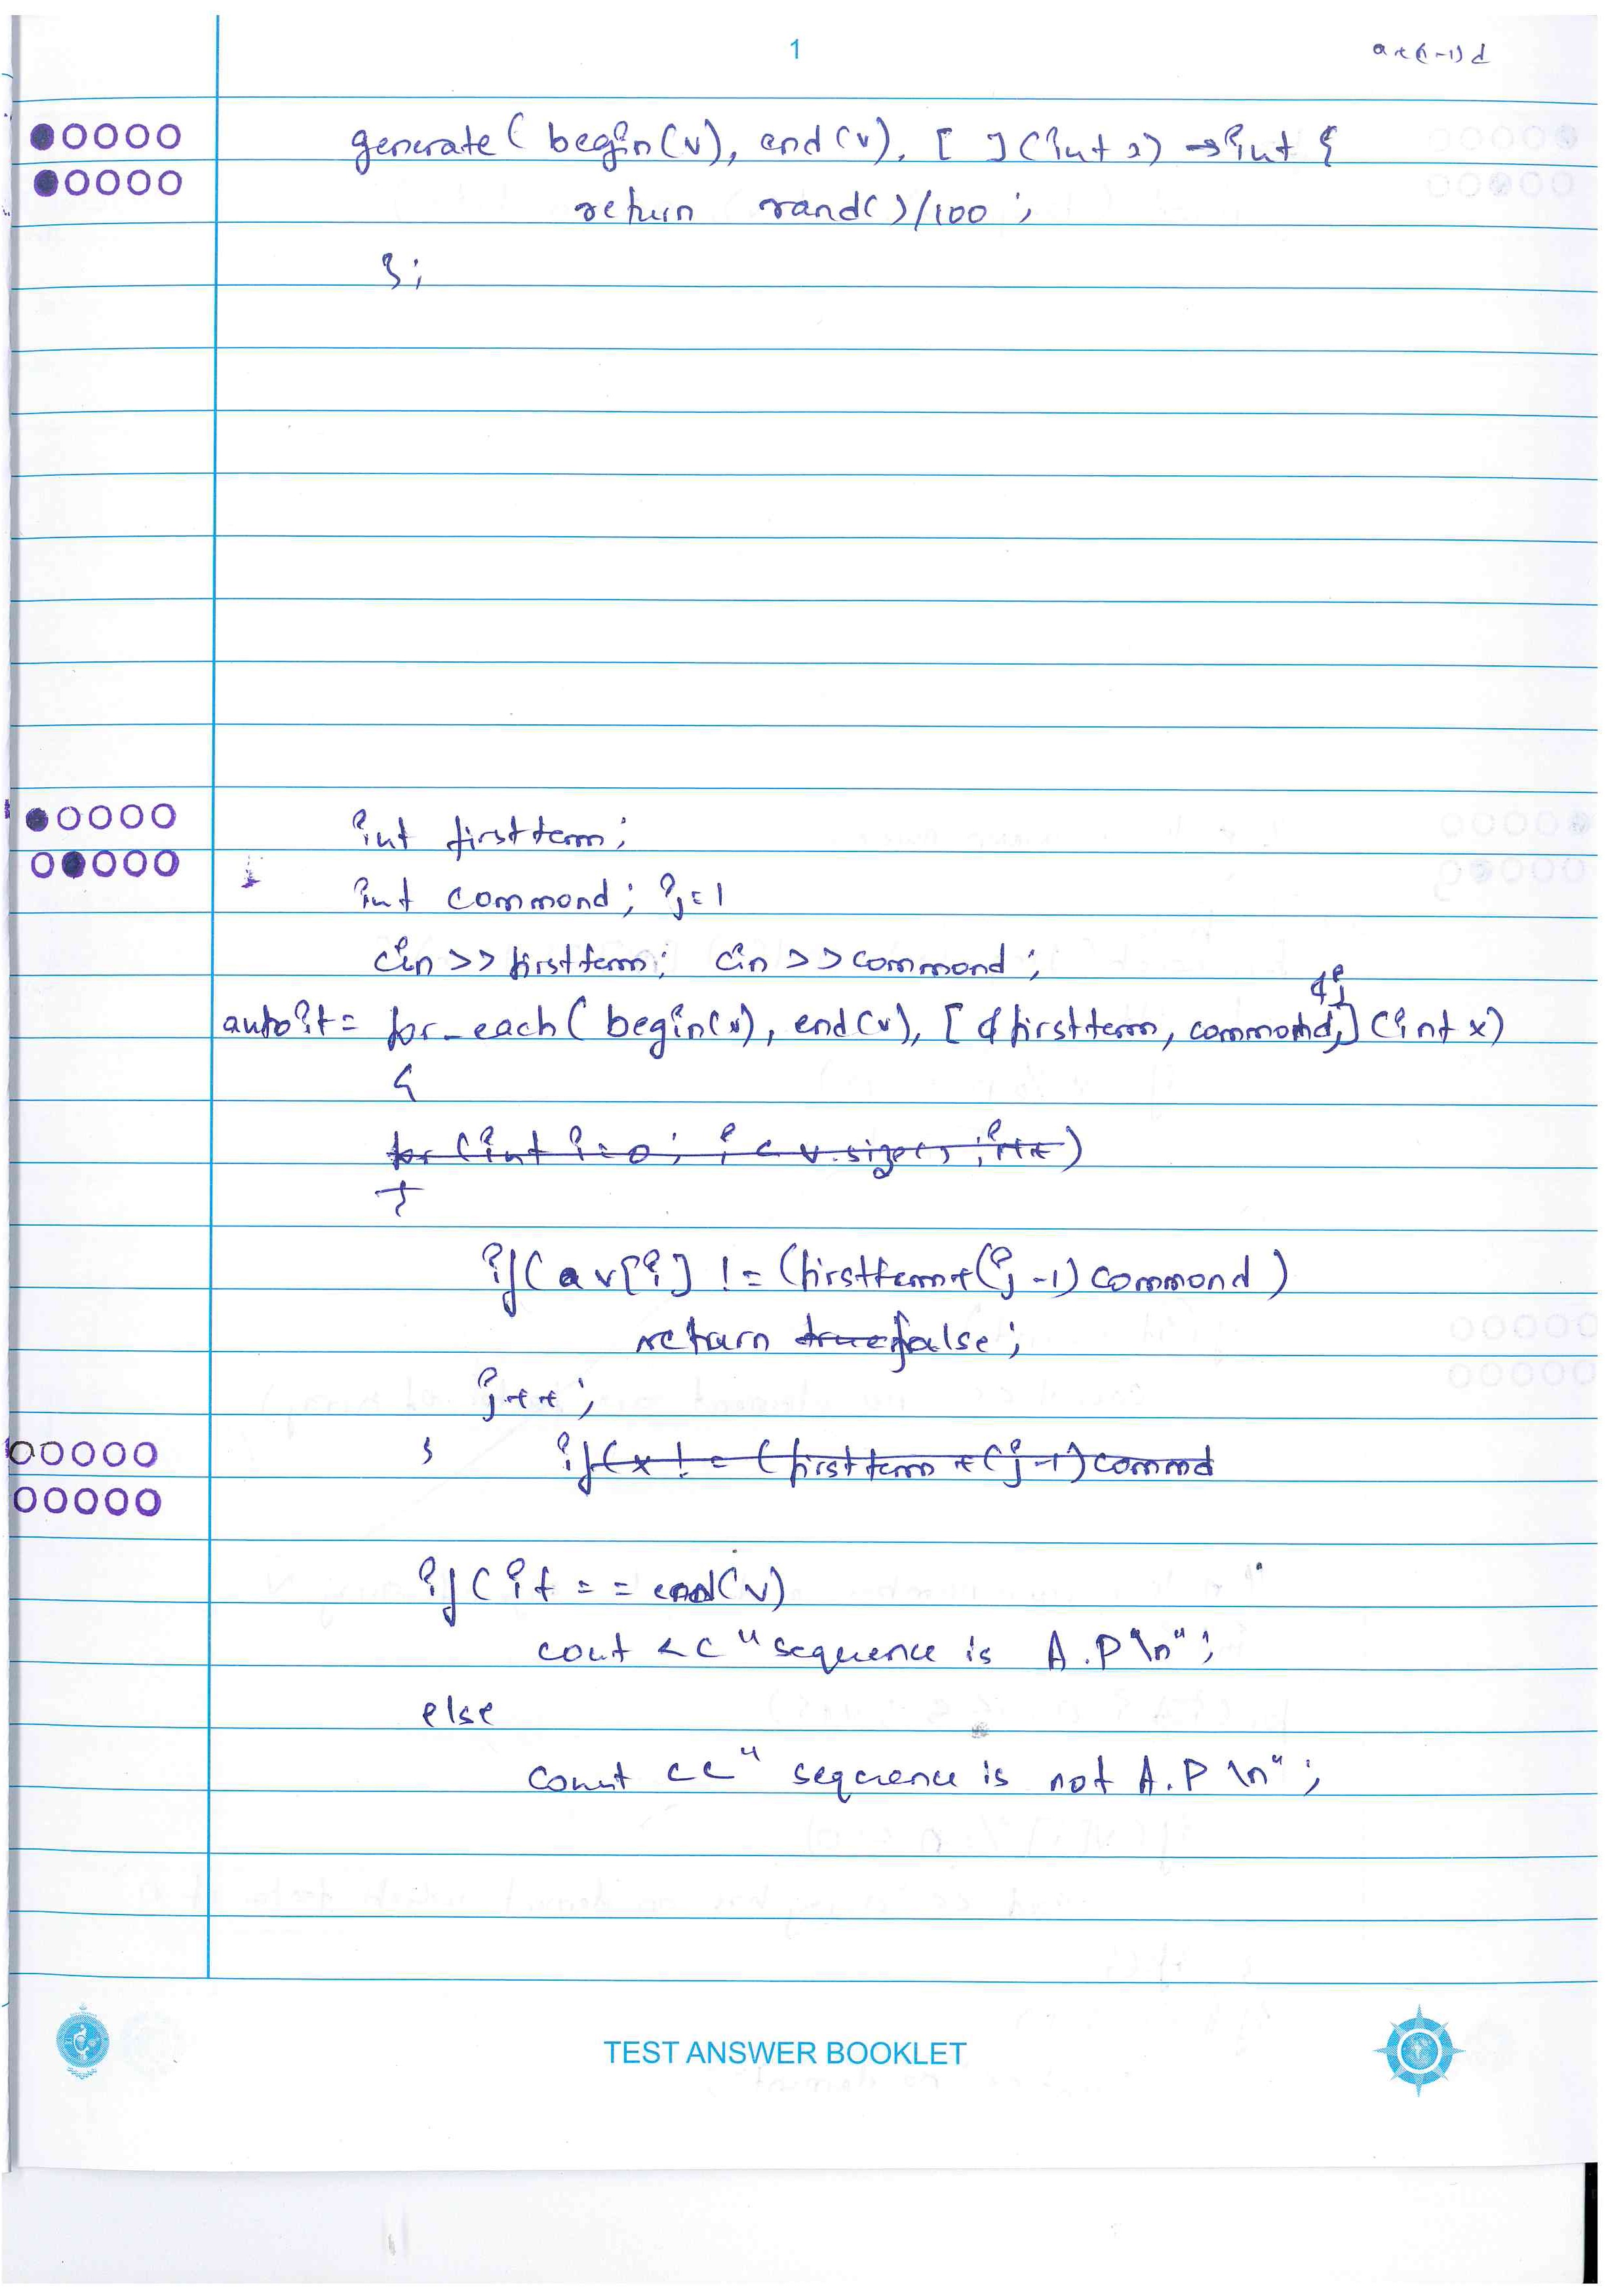 1
a+(n-1)d
generate( begin(v), end(v), [ ](int x) →int {
return rand()/100 ;
};
int firstterm;
int commond; j=1
cin>>firstterm; cin>>commond;
&j
autoit= for_each( begin(v), end(v), [&firstterm, commond,](int x)
{
for (int i=0; i < v.size(); i++)
{
if(av[i] != (firstterm+(j-1)commond)
return true false;
j++;
} if(x!=(firstterm+(j-1)commd
if(it == end(v)
cout << "sequence is A.P\n";
else
cout << "sequence is not A.P\n";
TEST ANSWER BOOKLET